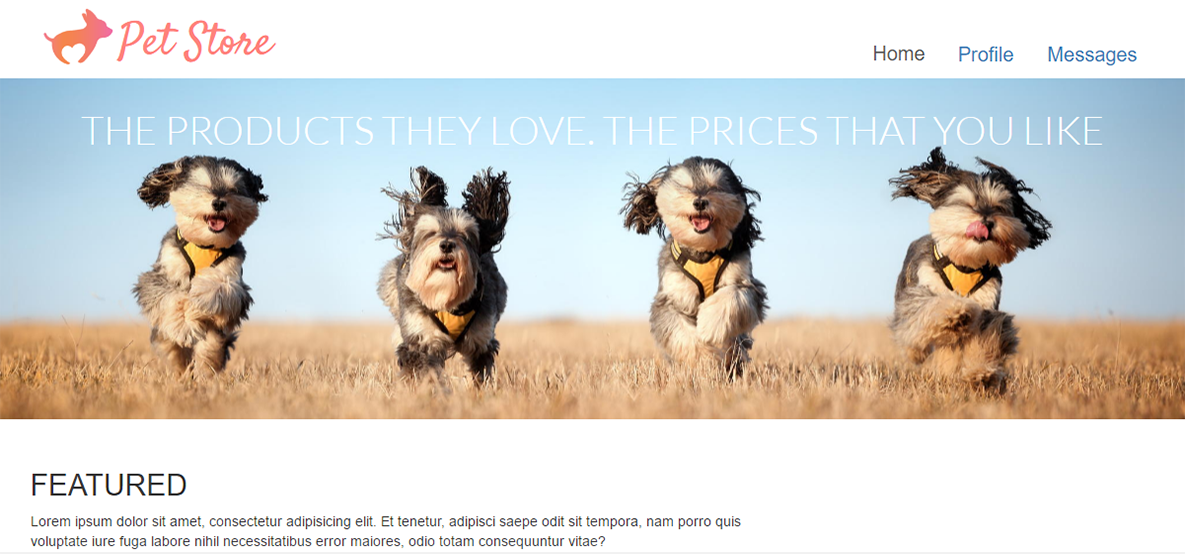 Pet Store
Home Profile Messages
THE PRODUCTS THEY LOVE. THE PRICES THAT YOU LIKE
FEATURED
Lorem ipsum dolor sit amet, consectetur adipisicing elit. Et tenetur, adipisci saepe odit sit tempora, nam porro quis
voluptate iure fuga labore nihil necessitatibus error maiores, odio totam consequuntur vitae?